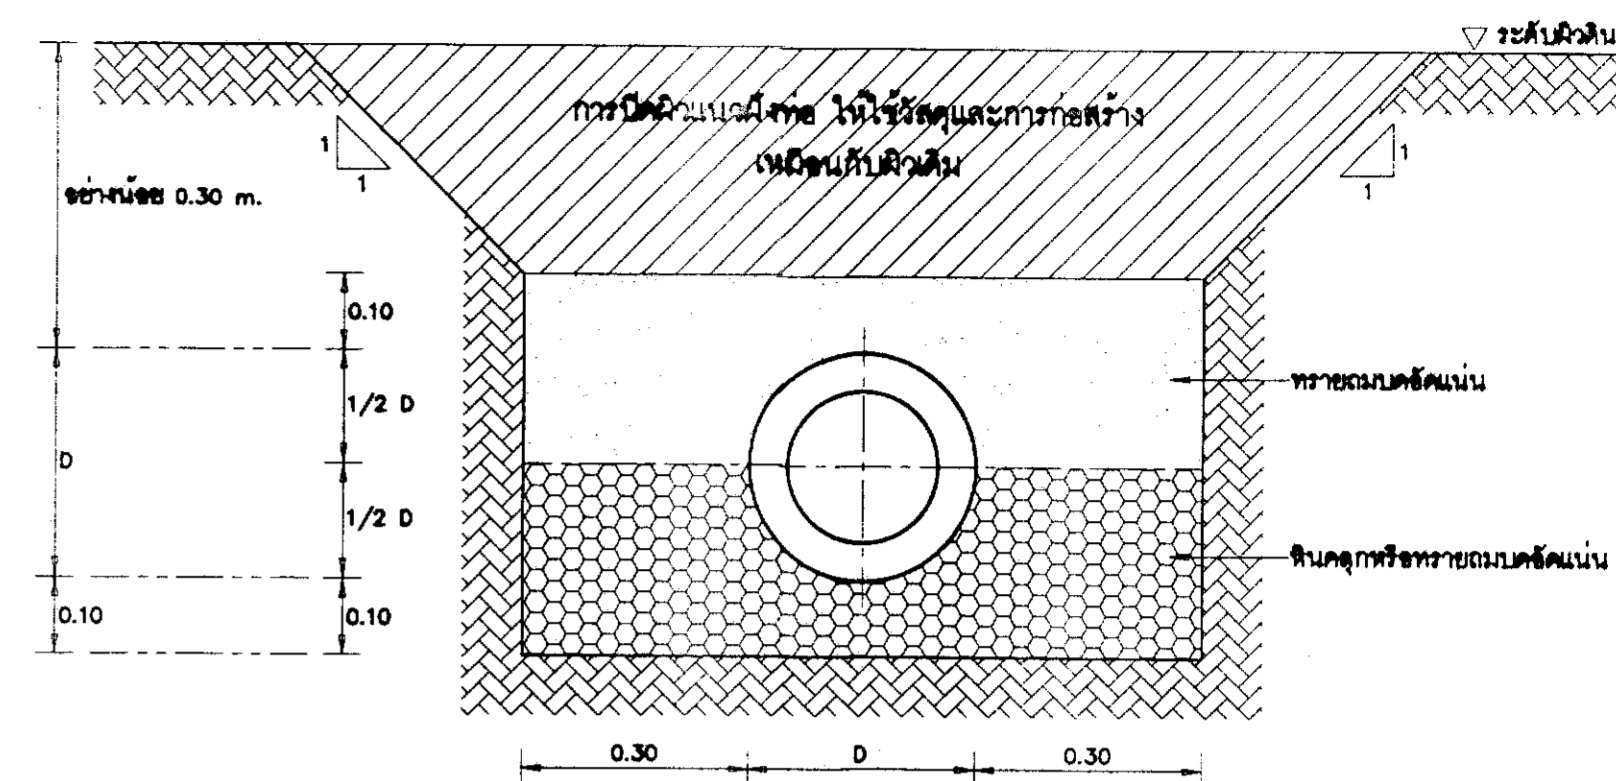 ระดับผิวดิน
การปิดผิวแนวฝังท่อ ให้ใช้วัสดุและการก่อสร้าง
เหมือนกับผิวเดิม
1
1
1
1
อย่างน้อย 0.30 m.
0.10
1/2 D
ทรายถมบดอัดแน่น
D
1/2 D
หินคลุกหรือทรายถมบดอัดแน่น
0.10
0.10
0.30
D
0.30